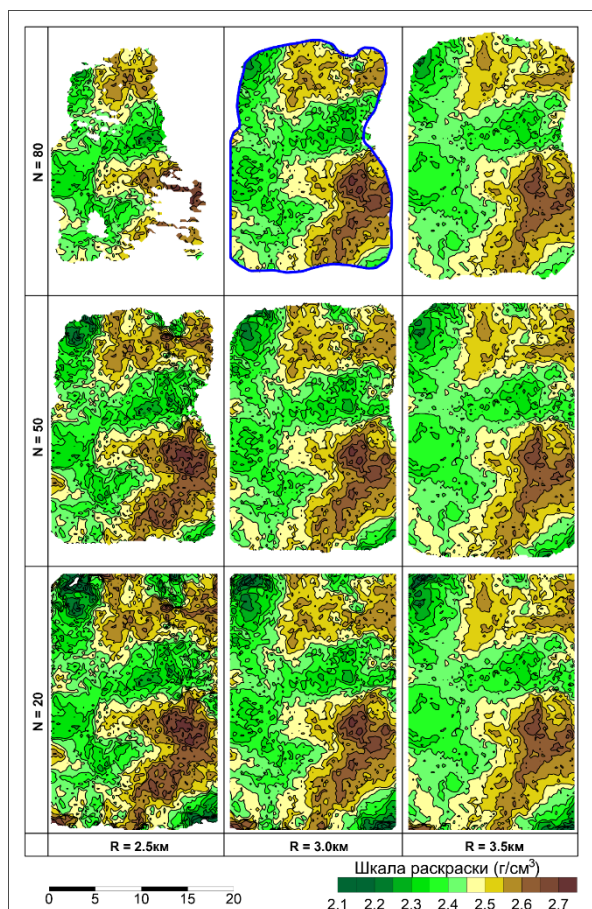 N = 80
N = 50
N = 20
R = 2.5км R = 3.0км R = 3.5км
Шкала раскраски (г/см³)
0 5 10 15 20
2.1 2.2 2.3 2.4 2.5 2.6 2.7